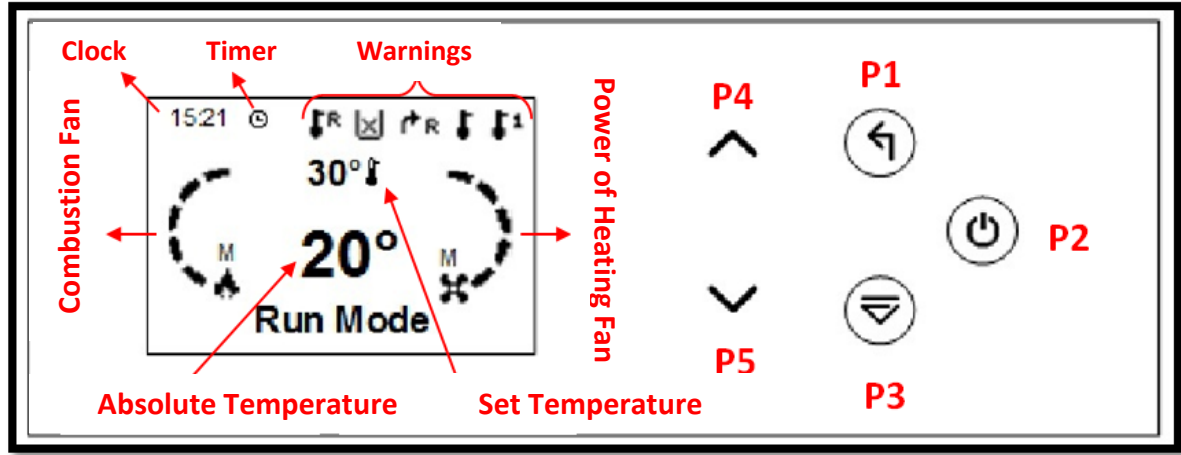 Clock Timer Warnings
15:21 R R 1
30°
20°
M M
Run Mode
Combustion Fan
Power of Heating Fan
Absolute Temperature Set Temperature
P1
P4
P2
P5
P3